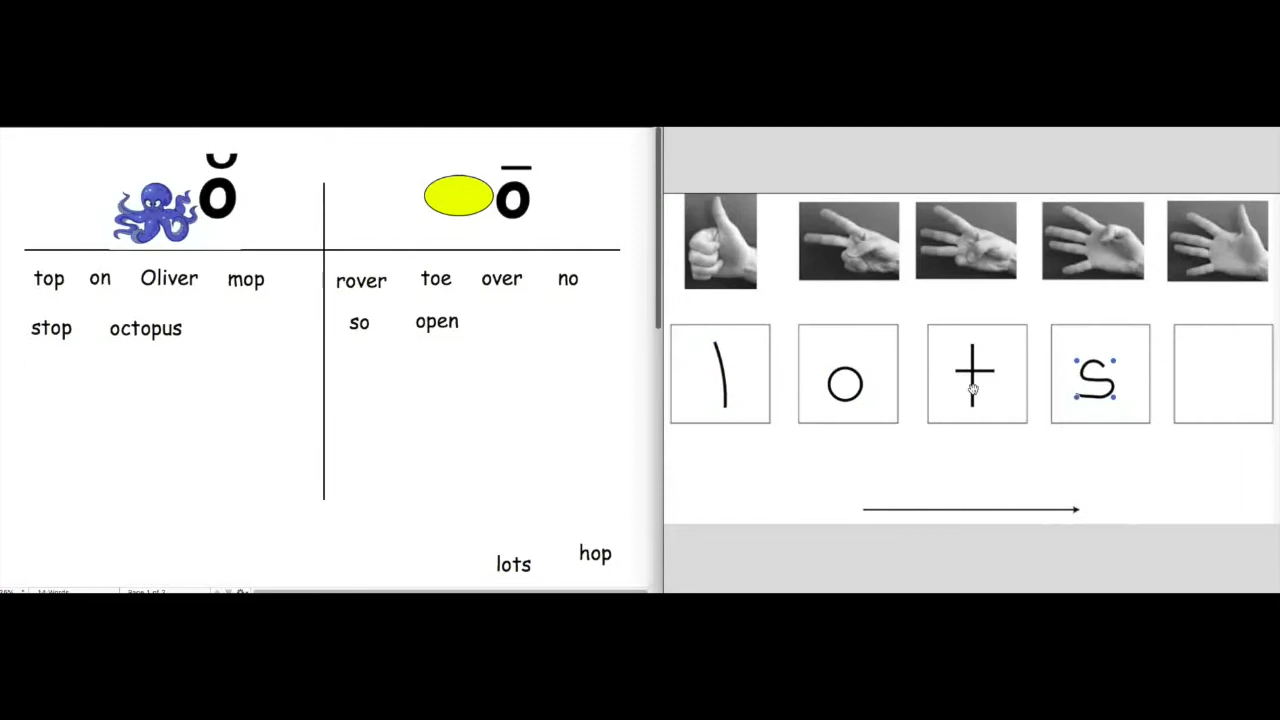 ŏ ō
top on Oliver mop rover toe over no
stop octopus so open
l o t s
lots hop